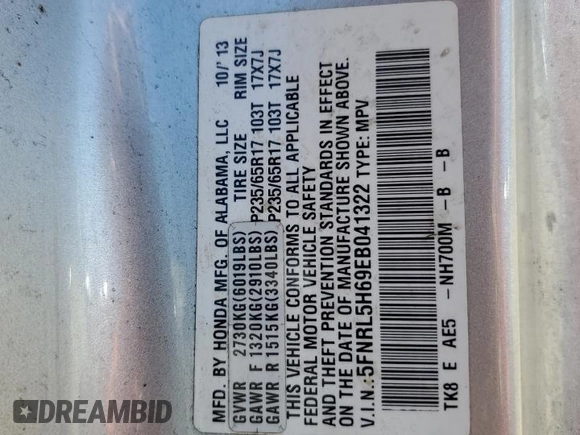 MFD. BY HONDA MFG. OF ALABAMA, LLC 10/'13
GVWR 2730KG(6019LBS) TIRE SIZE RIM SIZE
GAWR F 1320KG(2910LBS) P235/65R17 103T 17X7J
GAWR R 1515KG(3340LBS) P235/65R17 103T 17X7J
THIS VEHICLE CONFORMS TO ALL APPLICABLE
FEDERAL MOTOR VEHICLE SAFETY
AND THEFT PREVENTION STANDARDS IN EFFECT
ON THE DATE OF MANUFACTURE SHOWN ABOVE.
V.I.N.:5FNRL5H69EB041322 TYPE: MPV
TK8 E AE5 -NH700M -B -B
DREAMBID